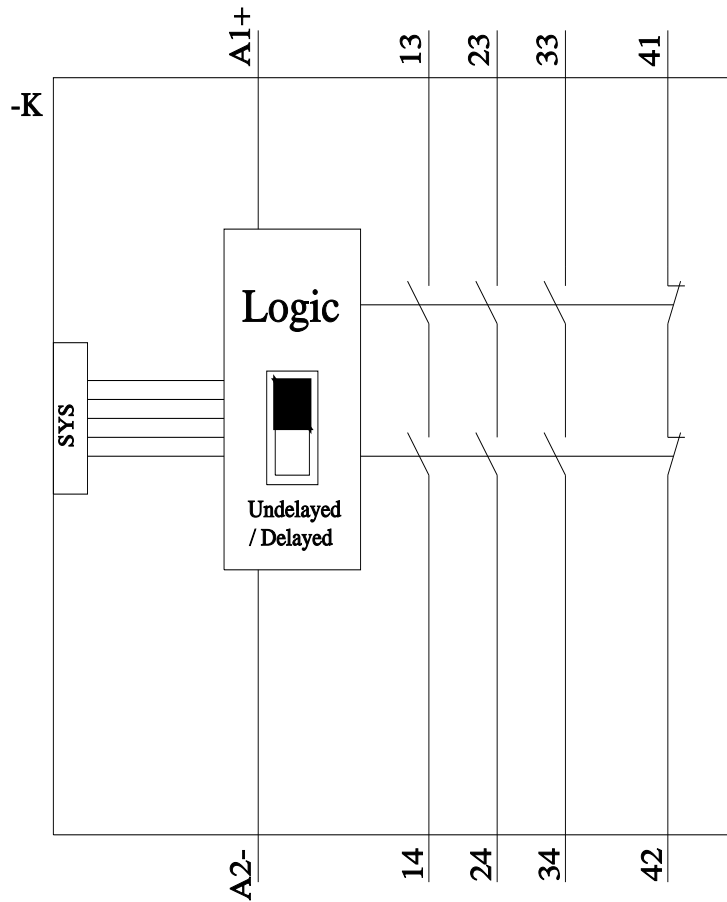 A1+
13
23
33
41
-K
Logic
SYS
Undelayed
/ Delayed
A2-
14
24
34
42